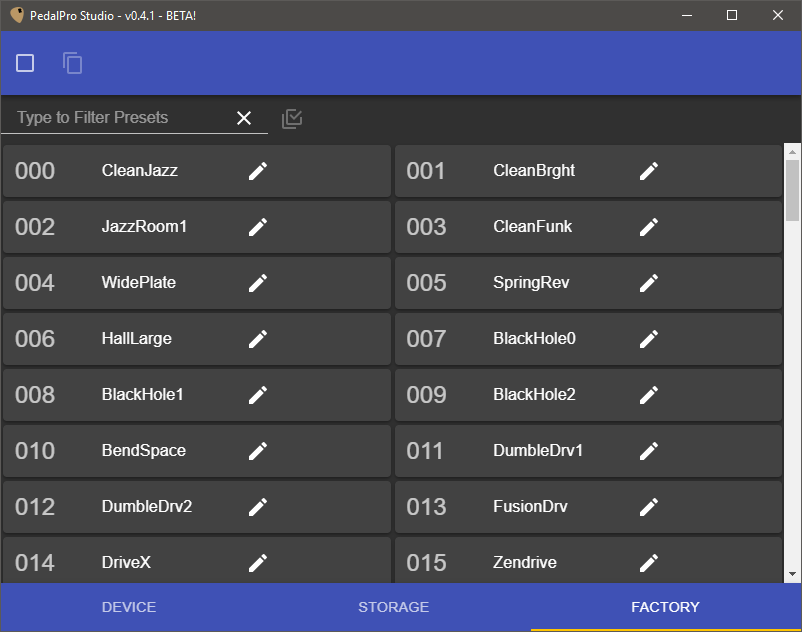 PedalPro Studio - v0.4.1 - BETA!
Type to Filter Presets
000 CleanJazz 001 CleanBrght
002 JazzRoom1 003 CleanFunk
004 WidePlate 005 SpringRev
006 HallLarge 007 BlackHole0
008 BlackHole1 009 BlackHole2
010 BendSpace 011 DumbleDrv1
012 DumbleDrv2 013 FusionDrv
014 DriveX 015 Zendrive
DEVICE STORAGE FACTORY